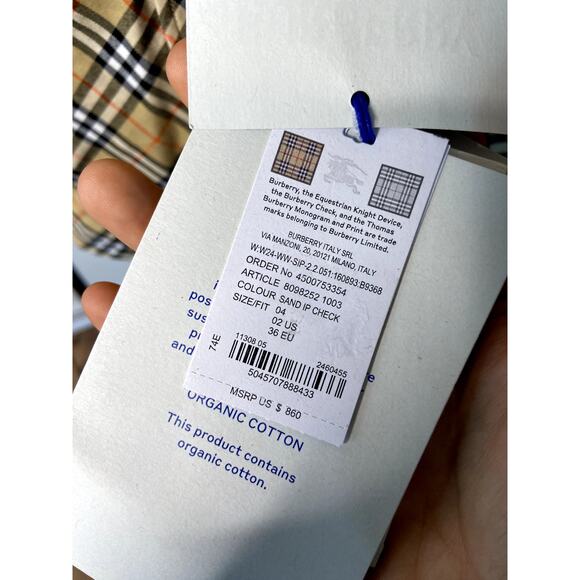 Burberry, the Equestrian Knight Device,
the Burberry Check, and the Thomas
Burberry Monogram and Print are trade
marks belonging to Burberry Limited.
BURBERRY ITALY SRL
VIA MANZONI, 20, 20121 MILANO, ITALY
W:W24-WW-SIP-2.2.051:160693:B9368
ORDER No 4500753354
ARTICLE 8098252 1003
COLOUR SAND IP CHECK
SIZE/FIT 04
02 US
36 EU
74E
11308 05 2460455
5045707888433
MSRP US $ 860
ORGANIC COTTON
This product contains
organic cotton.